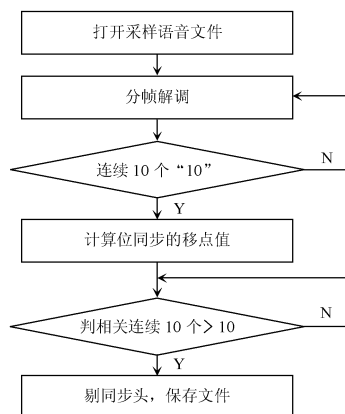 打开采样语音文件
分帧解调
连续 10 个 “10”
N
Y
计算位同步的移点值
判相关连续 10 个> 10
N
Y
剔同步头，保存文件